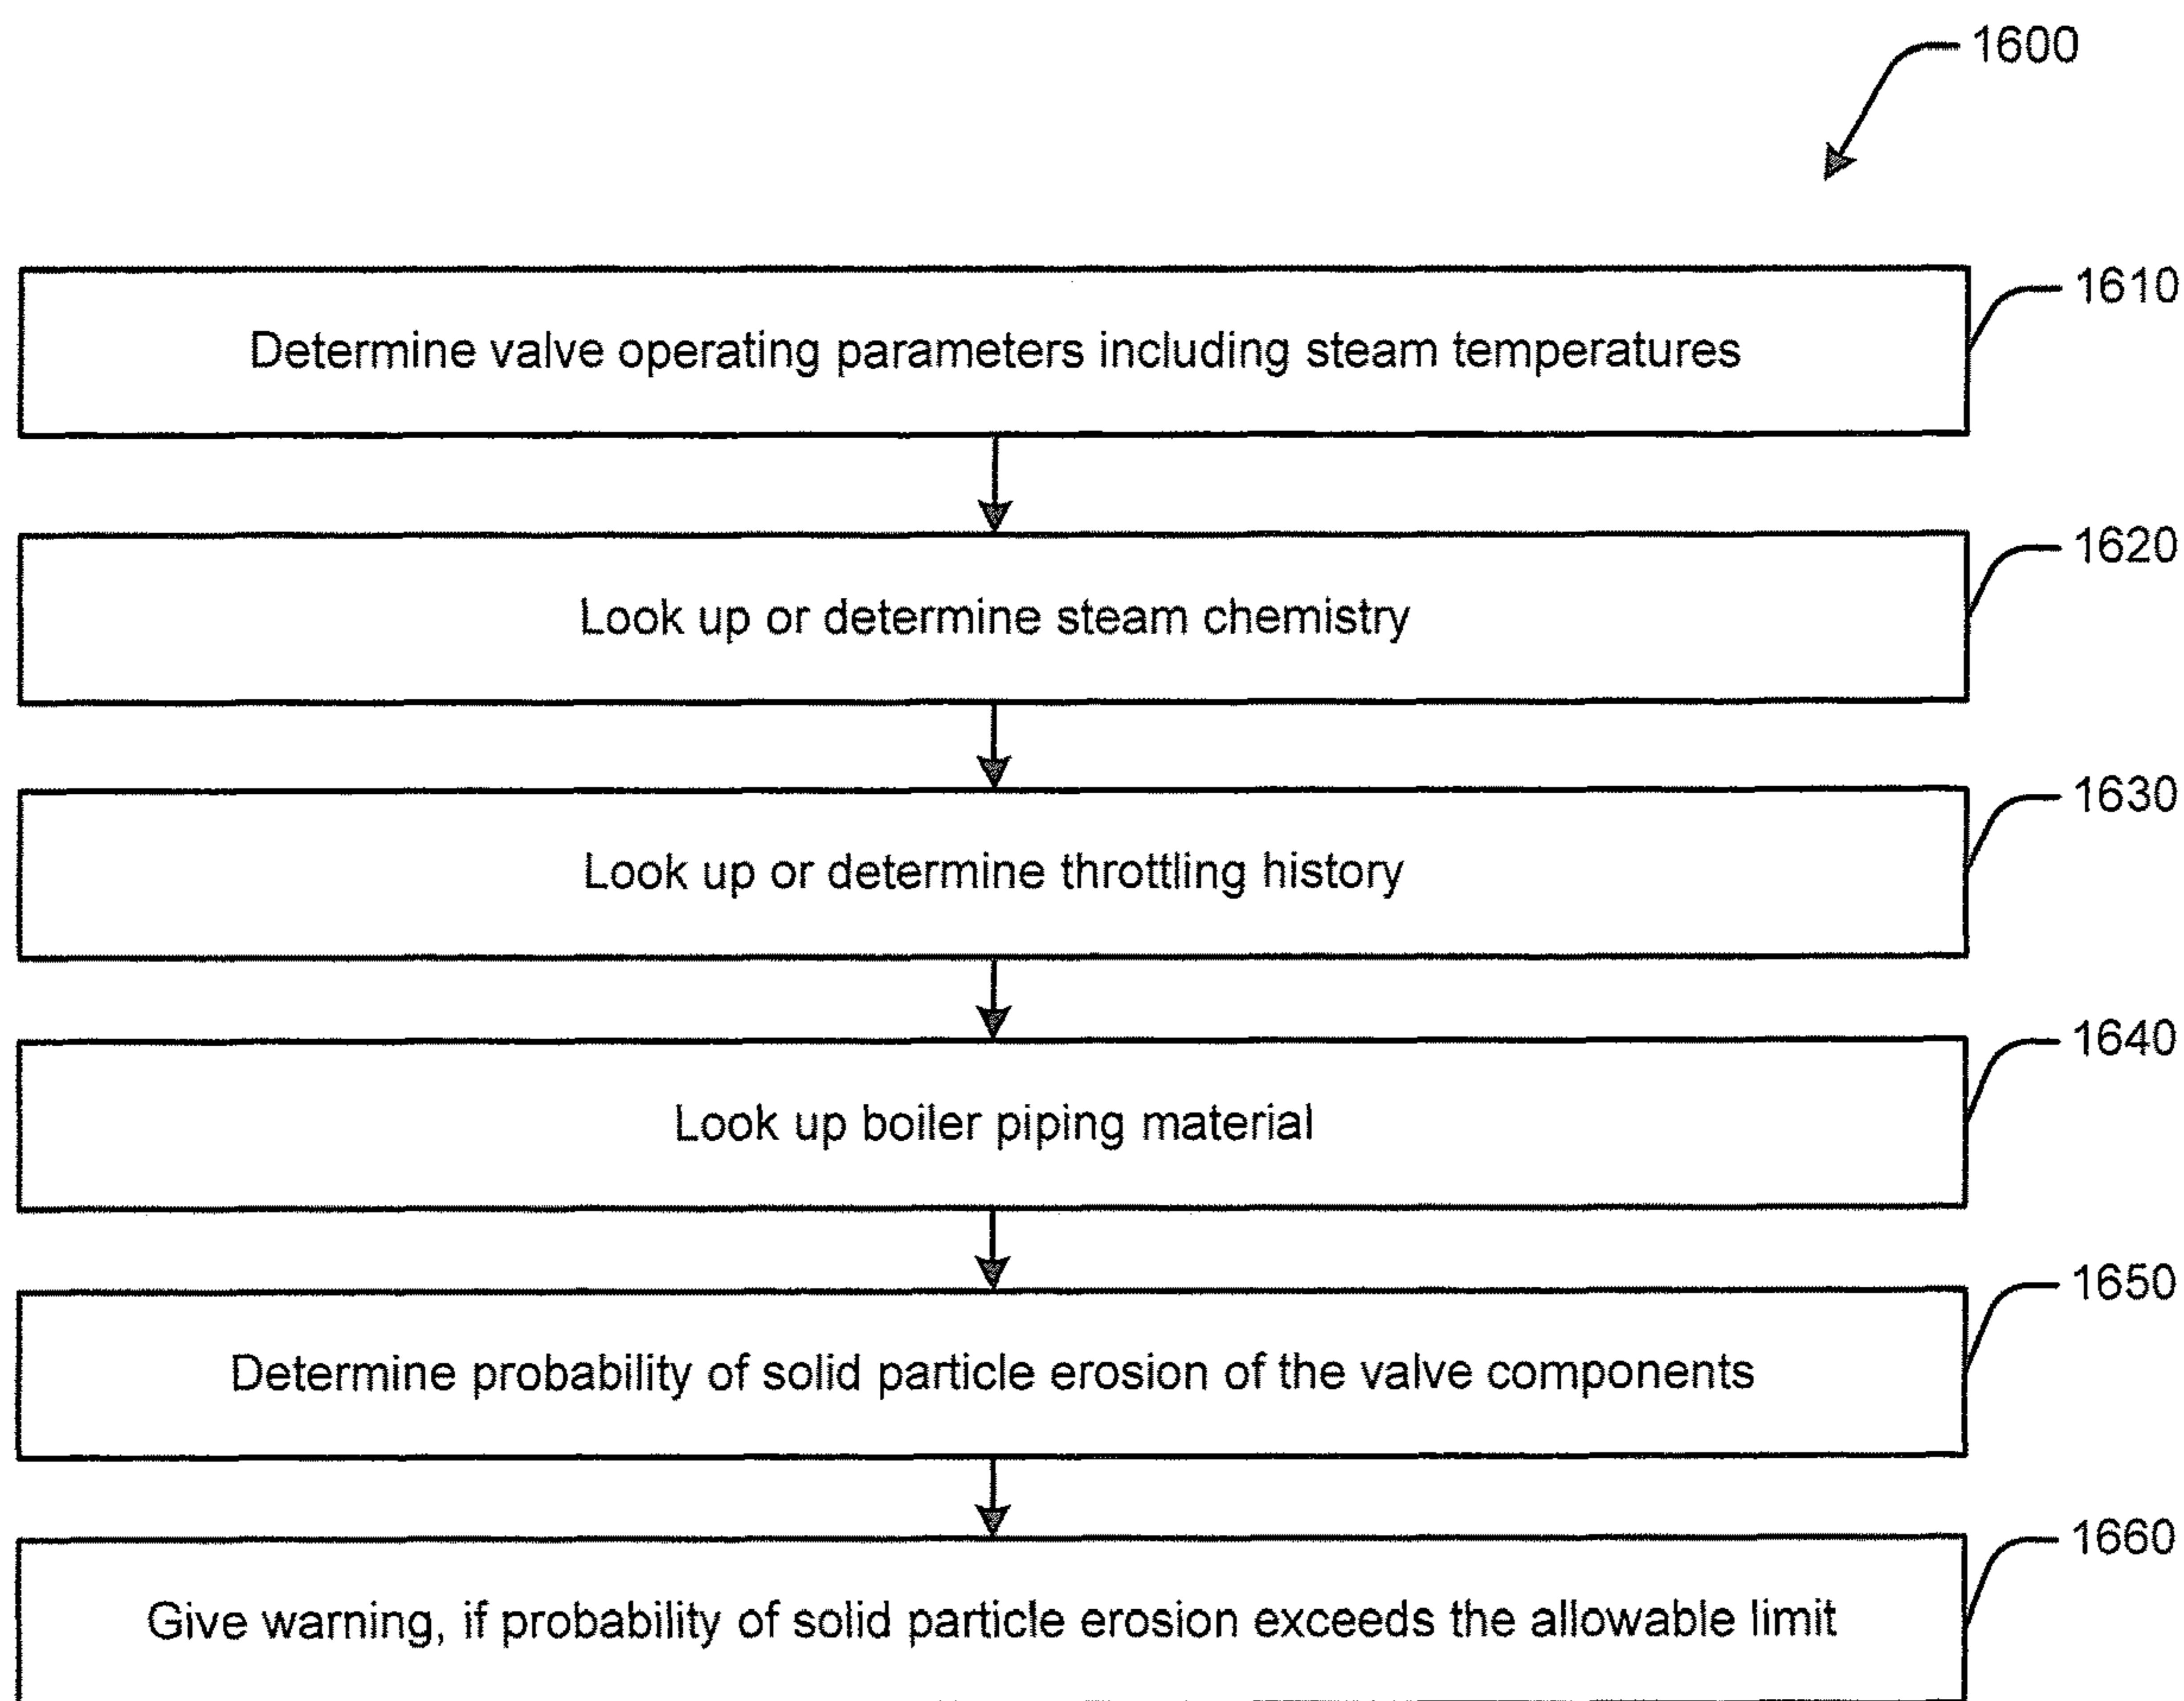 1600
1610
Determine valve operating parameters including steam temperatures
1620
Look up or determine steam chemistry
1630
Look up or determine throttling history
1640
Look up boiler piping material
1650
Determine probability of solid particle erosion of the valve components
1660
Give warning, if probability of solid particle erosion exceeds the allowable limit